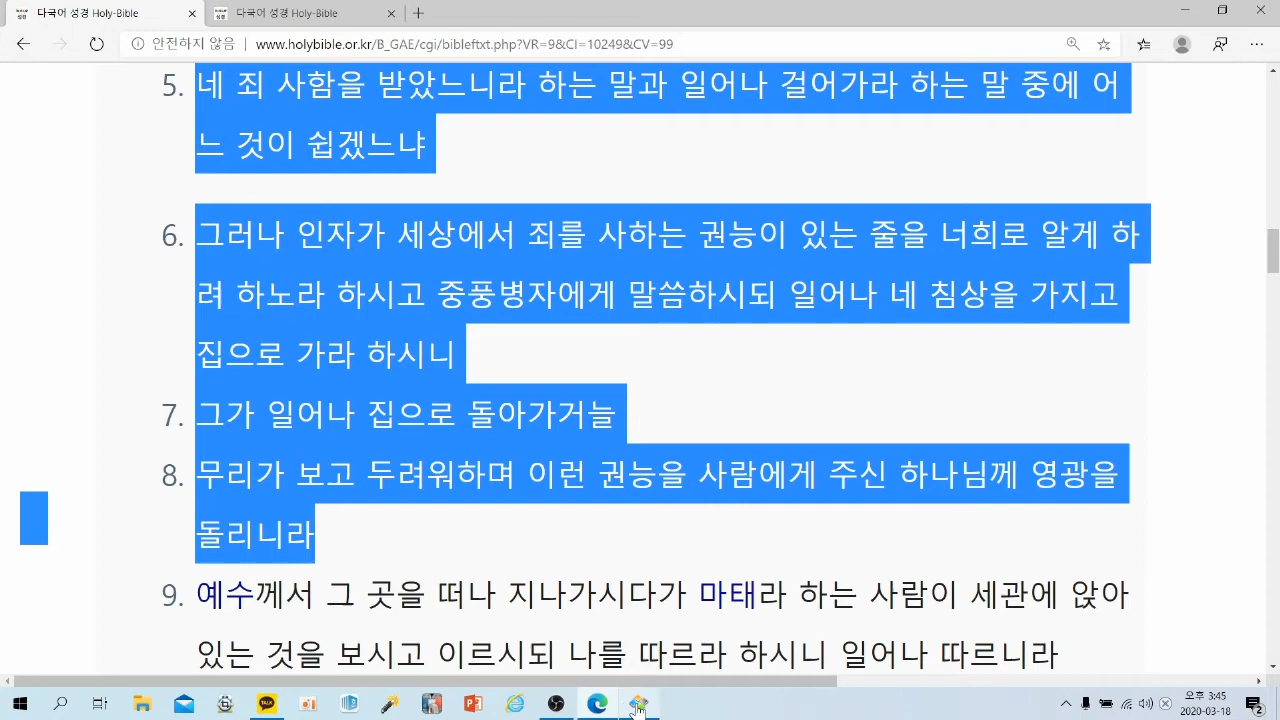 다국어 성경 Holy-Bible
다국어 성경 Holy-Bible
안전하지 않음 www.holybible.or.kr/B_GAE/cgi/bibleftxt.php?VR=9&CI=10249&CV=99
5. 네 죄 사함을 받았느니라 하는 말과 일어나 걸어가라 하는 말 중에 어
느 것이 쉽겠느냐
6. 그러나 인자가 세상에서 죄를 사하는 권능이 있는 줄을 너희로 알게 하
려 하노라 하시고 중풍병자에게 말씀하시되 일어나 네 침상을 가지고
집으로 가라 하시니
7. 그가 일어나 집으로 돌아가거늘
8. 무리가 보고 두려워하며 이런 권능을 사람에게 주신 하나님께 영광을
돌리니라
9. 예수께서 그 곳을 떠나 지나가시다가 마태라 하는 사람이 세관에 앉아
있는 것을 보시고 이르시되 나를 따르라 하시니 일어나 따르니라
TALK
오후 3:45
2020-03-18
2